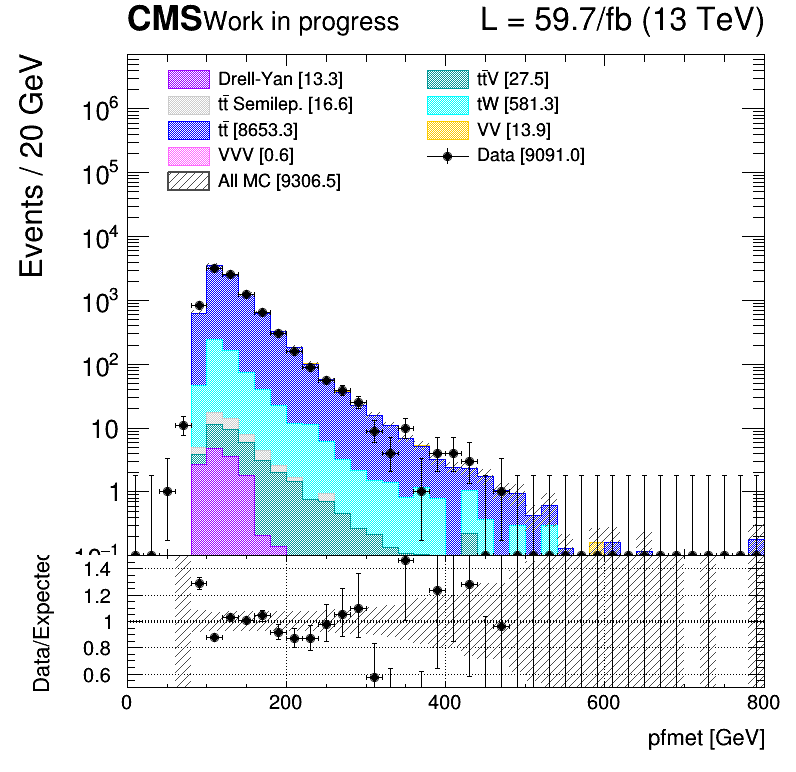 CMS Work in progress L = 59.7/fb (13 TeV)
Events / 20 GeV
Drell-Yan [13.3]
tt̄ Semilep. [16.6]
tt̄ [8653.3]
VVV [0.6]
All MC [9306.5]
tt̄V [27.5]
tW [581.3]
VV [13.9]
Data [9091.0]
10⁶
10⁵
10⁴
10³
10²
10
1
10⁻¹
Data/Expected
1.4
1.2
1
0.8
0.6
0 200 400 600 800
pfmet [GeV]